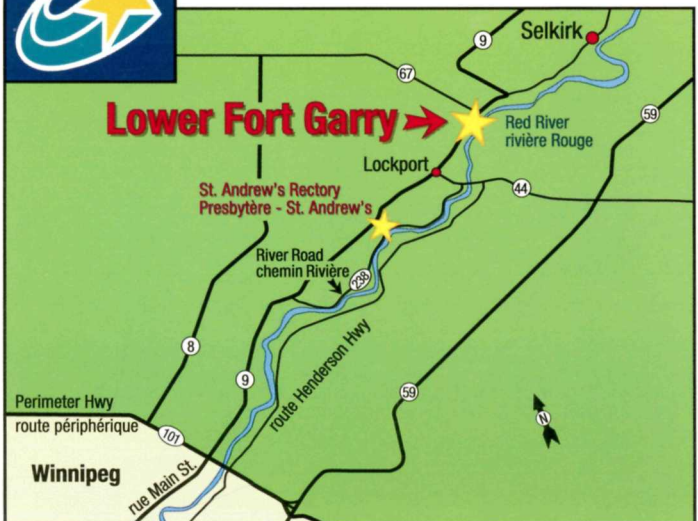 Selkirk
9
67
59
Lower Fort Garry
Red River
rivière Rouge
Lockport
44
St. Andrew's Rectory
Presbytère - St. Andrew's
River Road
chemin Rivière
238
8
9
route Henderson Hwy
59
Perimeter Hwy
route périphérique
101
N
Winnipeg
rue Main St.